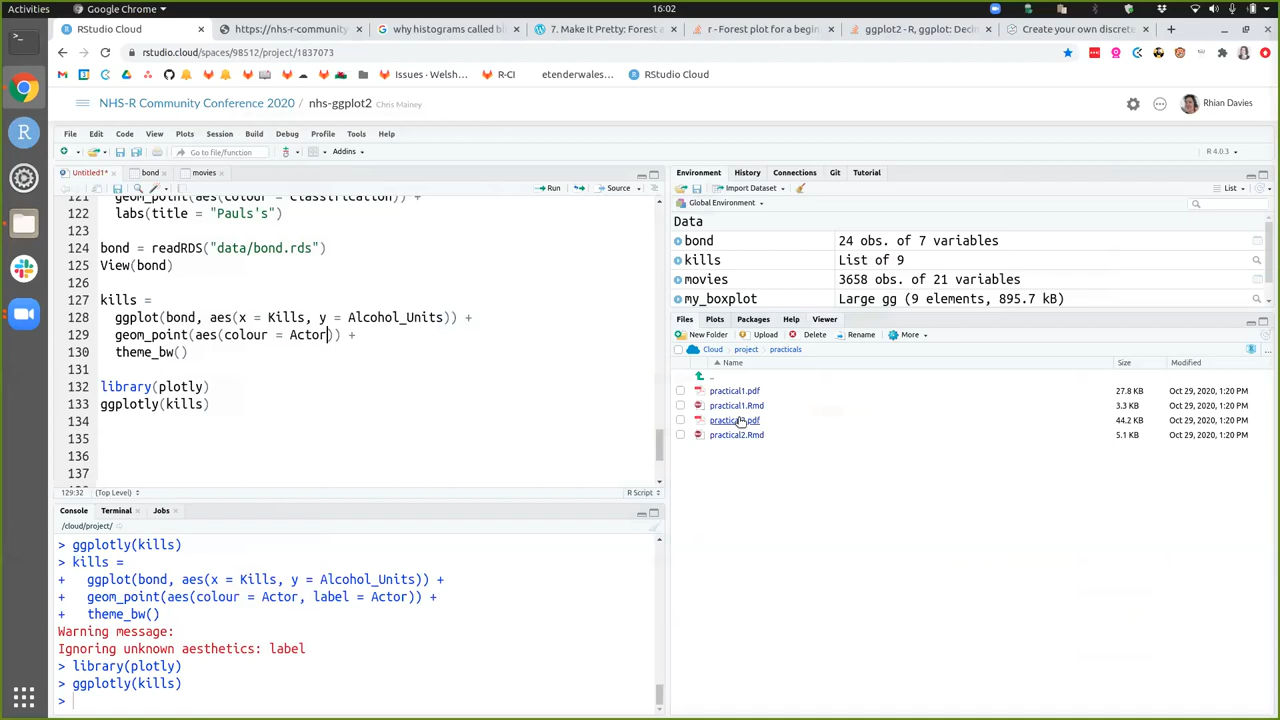 Activities
Google Chrome
16:02
RStudio Cloud
https://nhs-r-community
why histograms called bl
7. Make It Pretty: Forest a
r - Forest plot for a begin
ggplot2 - R, ggplot: Decin
Create your own discrete
rstudio.cloud/spaces/98512/project/1837073
Issues · Welsh...
R-CI
etenderwales...
RStudio Cloud
NHS-R Community Conference 2020 / nhs-ggplot2 Chris Mainey
Rhian Davies
File Edit Code View Plots Session Build Debug Profile Tools Help
Go to file/function
Addins
R 4.0.3
Untitled1*
bond
movies
Run
Source
121 geom_point(aes(colour = Classification)) +
122 labs(title = "Pauls's")
123
124 bond = readRDS("data/bond.rds")
125 View(bond)
126
127 kills =
128 ggplot(bond, aes(x = Kills, y = Alcohol_Units)) +
129 geom_point(aes(colour = Actor)) +
130 theme_bw()
131
132 library(plotly)
133 ggplotly(kills)
134
135
136
137
129:32 (Top Level) R Script
Console Terminal Jobs
/cloud/project/
> ggplotly(kills)
> kills =
+ ggplot(bond, aes(x = Kills, y = Alcohol_Units)) +
+ geom_point(aes(colour = Actor, label = Actor)) +
+ theme_bw()
Warning message:
Ignoring unknown aesthetics: label
> library(plotly)
> ggplotly(kills)
>
Environment History Connections Git Tutorial
Import Dataset
List
Global Environment
Data
bond 24 obs. of 7 variables
kills List of 9
movies 3658 obs. of 21 variables
my_boxplot Large gg (9 elements, 895.7 kB)
Files Plots Packages Help Viewer
New Folder Upload Delete Rename More
Cloud project practicals
Name Size Modified
..
practical1.pdf 27.8 KB Oct 29, 2020, 1:20 PM
practical1.Rmd 3.3 KB Oct 29, 2020, 1:20 PM
practical2.pdf 44.2 KB Oct 29, 2020, 1:20 PM
practical2.Rmd 5.1 KB Oct 29, 2020, 1:20 PM